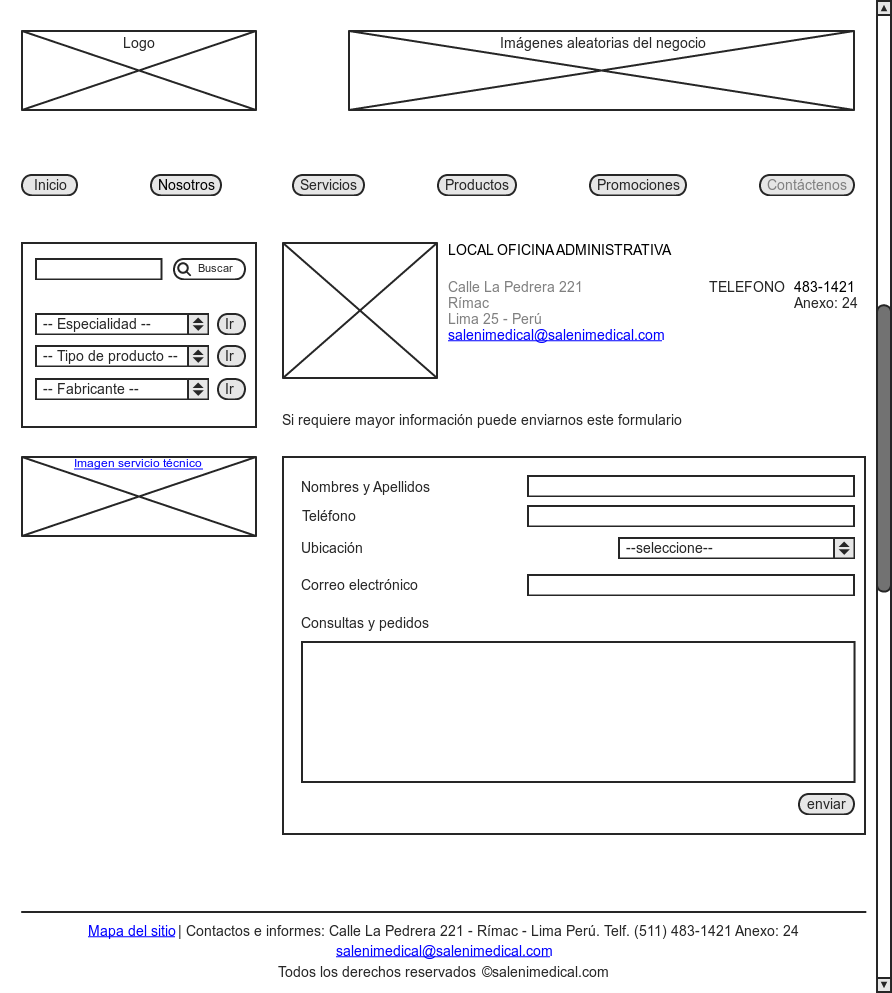 Logo
Imágenes aleatorias del negocio
Inicio
Nosotros
Servicios
Productos
Promociones
Contáctenos
Buscar
-- Especialidad --
Ir
-- Tipo de producto --
Ir
-- Fabricante --
Ir
Imagen servicio técnico
LOCAL OFICINA ADMINISTRATIVA
Calle La Pedrera 221
Rímac
Lima 25 - Perú
salenimedical@salenimedical.com
TELEFONO 483-1421
Anexo: 24
Si requiere mayor información puede enviarnos este formulario
Nombres y Apellidos
Teléfono
Ubicación
--seleccione--
Correo electrónico
Consultas y pedidos
enviar
Mapa del sitio | Contactos e informes: Calle La Pedrera 221 - Rímac - Lima Perú. Telf. (511) 483-1421 Anexo: 24
salenimedical@salenimedical.com
Todos los derechos reservados ©salenimedical.com